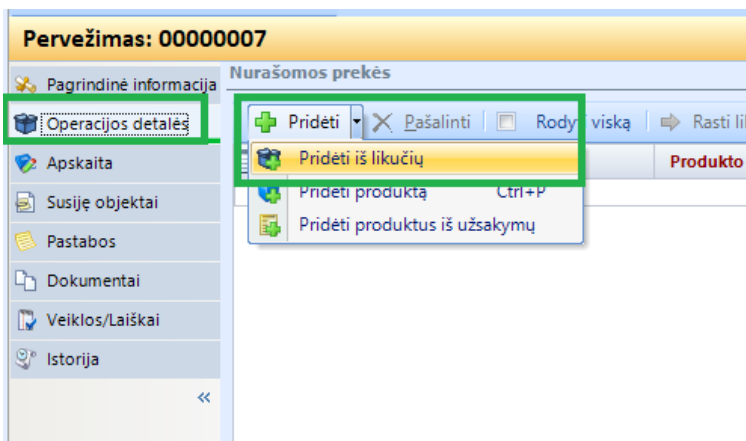 Pervežimas: 00000007
Pagrindinė informacija
Operacijos detalės
Apskaita
Susiję objektai
Pastabos
Dokumentai
Veiklos/Laiškai
Istorija
Nurašomos prekės
Pridėti Pašalinti Rodyti viską Rasti
Pridėti iš likučių
Produkto
Pridėti produktą Ctrl+P
Pridėti produktus iš užsakymų